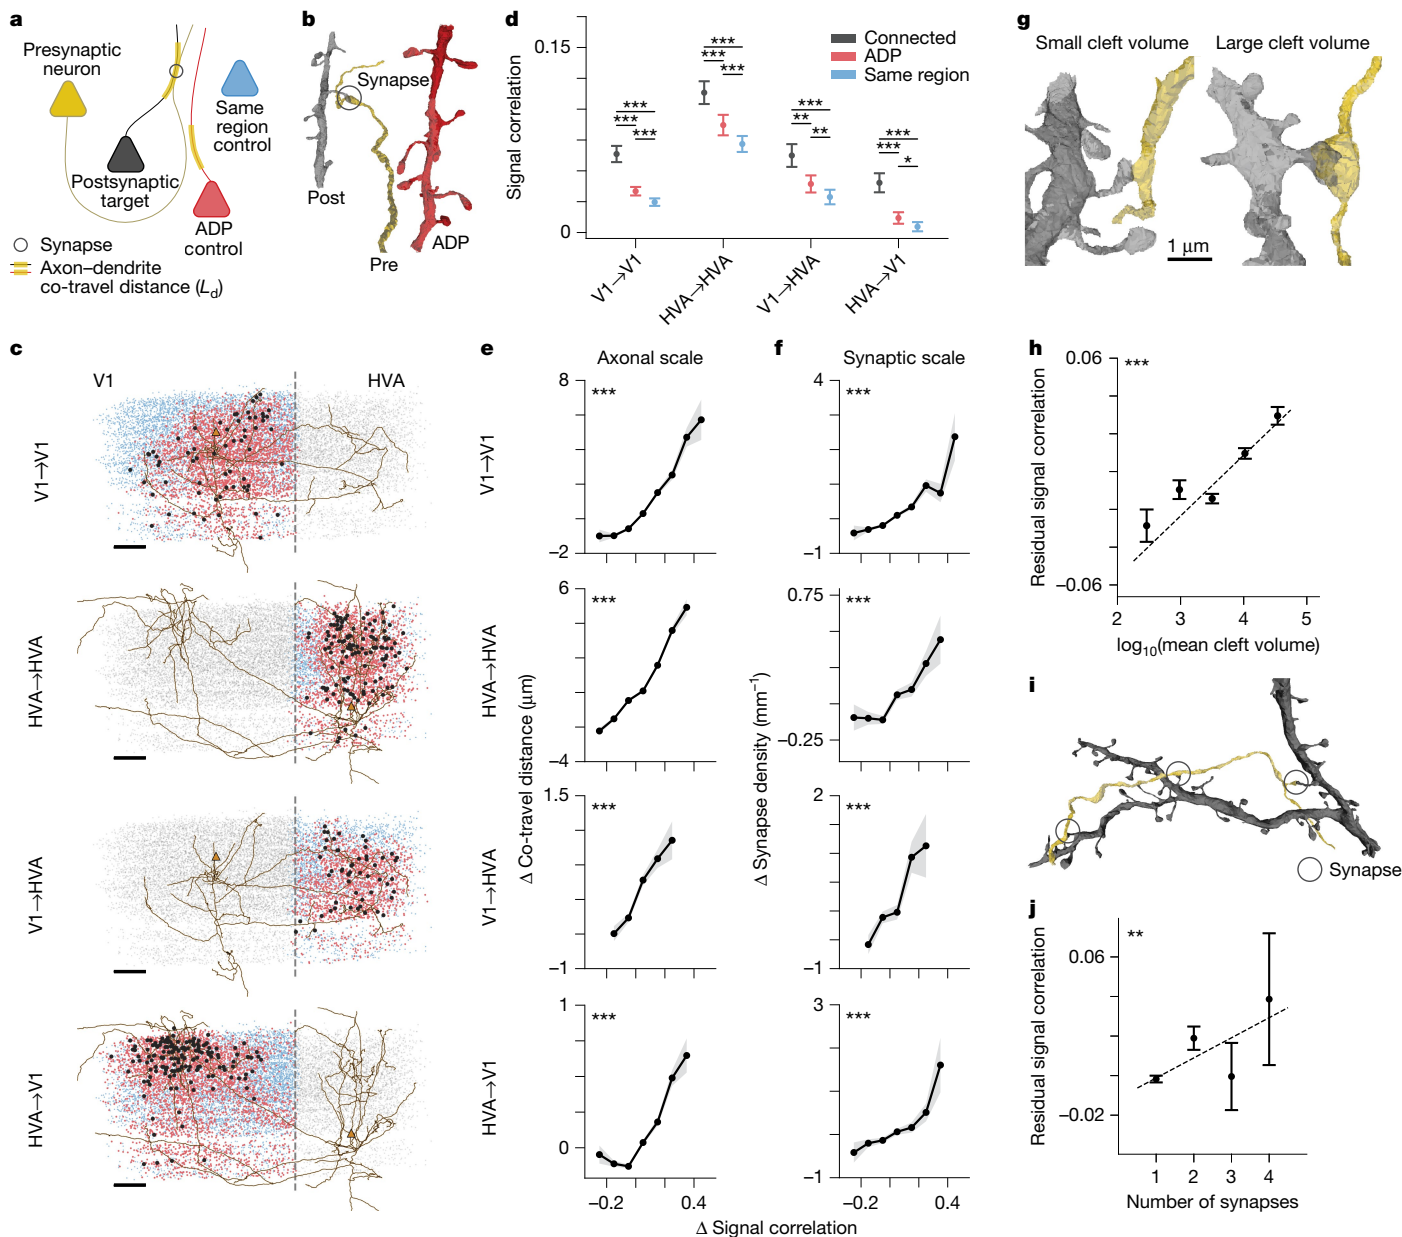 a
Presynaptic
neuron
Same
region
control
Postsynaptic
target
ADP
control
Synapse
Axon–dendrite
co-travel distance (Ld)
b
Synapse
Post
Pre
ADP
d
Signal correlation
0.15
0
Connected
ADP
Same region
***
***
***
***
***
***
***
**
**
***
***
*
V1→V1
HVA→HVA
V1→HVA
HVA→V1
g
Small cleft volume
Large cleft volume
1 μm
c
V1
HVA
V1→V1
HVA→HVA
V1→HVA
HVA→V1
e
Axonal scale
V1→V1
8
***
−2
HVA→HVA
6
***
−4
V1→HVA
1.5
***
−1
HVA→V1
1
***
0
−0.2
0.4
Δ Co-travel distance (μm)
f
Synaptic scale
4
***
−1
0.75
***
−0.25
2
***
−1
3
***
−1
−0.2
0.4
Δ Synapse density (mm−1)
Δ Signal correlation
h
Residual signal correlation
0.06
***
−0.06
2
3
4
5
log10(mean cleft volume)
i
Synapse
j
Residual signal correlation
**
0.06
−0.02
1
2
3
4
Number of synapses